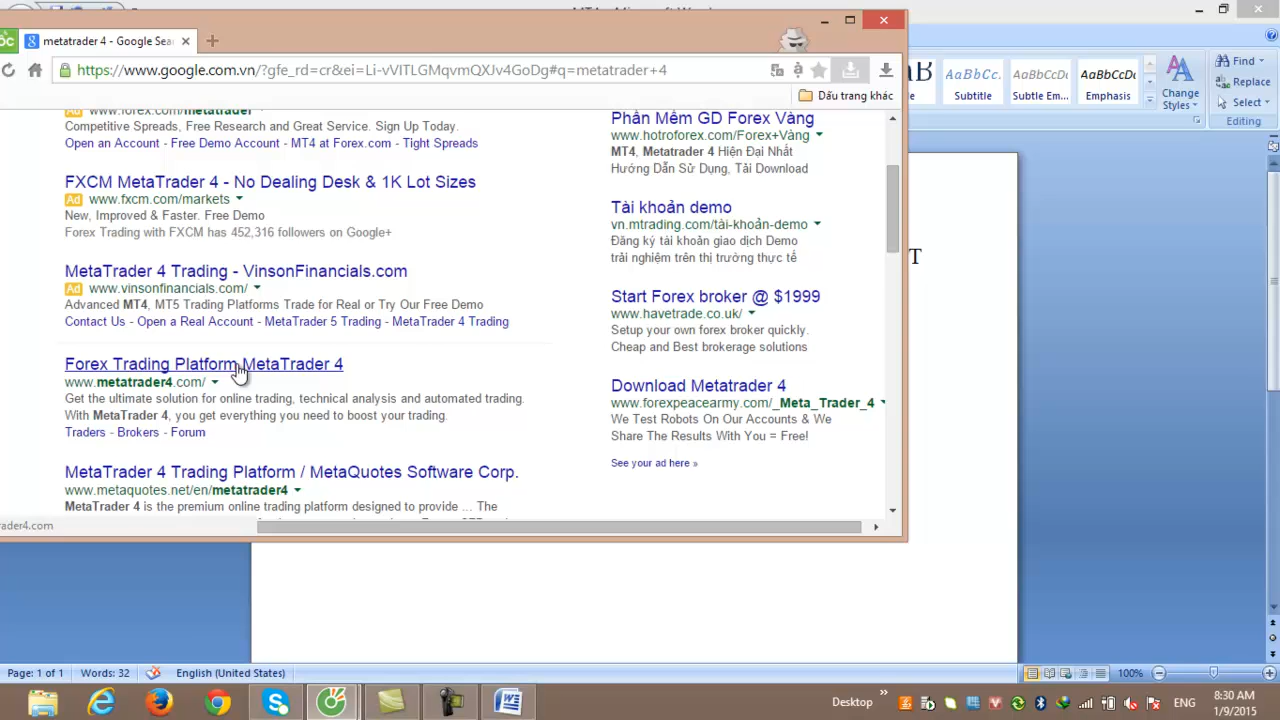 metatrader 4 - Google Sea
https://www.google.com.vn/?gfe_rd=cr&ei=Li-vVITLGMqvmQXJv4GoDg#q=metatrader+4
Dấu trang khác
Find
Replace
Select
Editing
Subtitle
Subtle Em...
Emphasis
Change
Styles
AaBbCc.
AaBbCcDc
AaBbCcDc
www.forex.com/metatrader
Competitive Spreads, Free Research and Great Service. Sign Up Today.
Open an Account - Free Demo Account - MT4 at Forex.com - Tight Spreads
FXCM MetaTrader 4 - No Dealing Desk & 1K Lot Sizes
Ad www.fxcm.com/markets
New, Improved & Faster. Free Demo
Forex Trading with FXCM has 452,316 followers on Google+
MetaTrader 4 Trading - VinsonFinancials.com
Ad www.vinsonfinancials.com/
Advanced MT4, MT5 Trading Platforms Trade for Real or Try Our Free Demo
Contact Us - Open a Real Account - MetaTrader 5 Trading - MetaTrader 4 Trading
Forex Trading Platform MetaTrader 4
www.metatrader4.com/
Get the ultimate solution for online trading, technical analysis and automated trading.
With MetaTrader 4, you get everything you need to boost your trading.
Traders - Brokers - Forum
MetaTrader 4 Trading Platform / MetaQuotes Software Corp.
www.metaquotes.net/en/metatrader4
MetaTrader 4 is the premium online trading platform designed to provide ... The
rader4.com
Phần Mềm GD Forex Vàng
www.hotroforex.com/Forex+Vàng
MT4, Metatrader 4 Hiện Đại Nhất
Hướng Dẫn Sử Dụng, Tải Download
Tài khoản demo
vn.mtrading.com/tài-khoản-demo
Đăng ký tài khoản giao dịch Demo
trải nghiệm trên thị trường thực tế
Start Forex broker @ $1999
www.havetrade.co.uk/
Setup your own forex broker quickly.
Cheap and Best brokerage solutions
Download Metatrader 4
www.forexpeacearmy.com/_Meta_Trader_4
We Test Robots On Our Accounts & We
Share The Results With You = Free!
See your ad here »
T
Page: 1 of 1
Words: 32
English (United States)
100%
Desktop
ENG
8:30 AM
1/9/2015